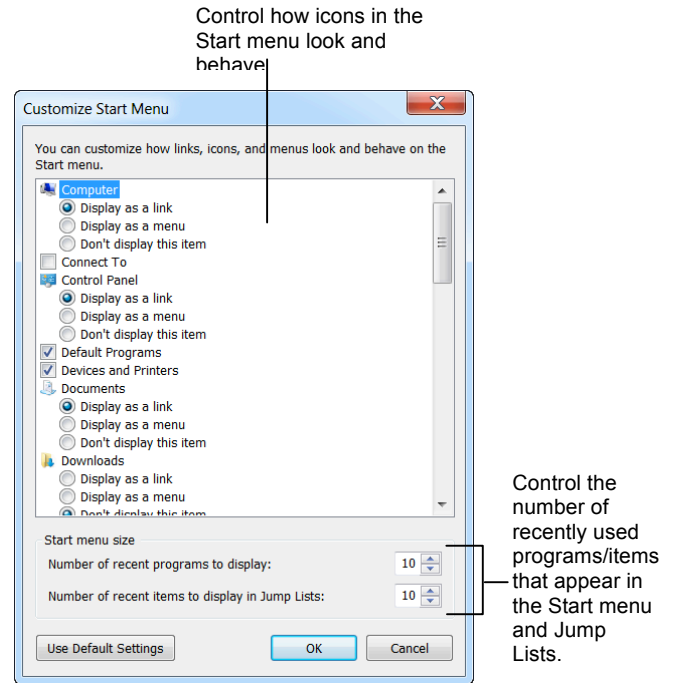 Control how icons in the
Start menu look and
behave
Customize Start Menu
You can customize how links, icons, and menus look and behave on the
Start menu.
Computer
Display as a link
Display as a menu
Don't display this item
Connect To
Control Panel
Display as a link
Display as a menu
Don't display this item
Default Programs
Devices and Printers
Documents
Display as a link
Display as a menu
Don't display this item
Downloads
Display as a link
Display as a menu
Don't display this item
Start menu size
Number of recent programs to display: 10
Number of recent items to display in Jump Lists: 10
Use Default Settings OK Cancel
Control the
number of
recently used
programs/items
that appear in
the Start menu
and Jump
Lists.